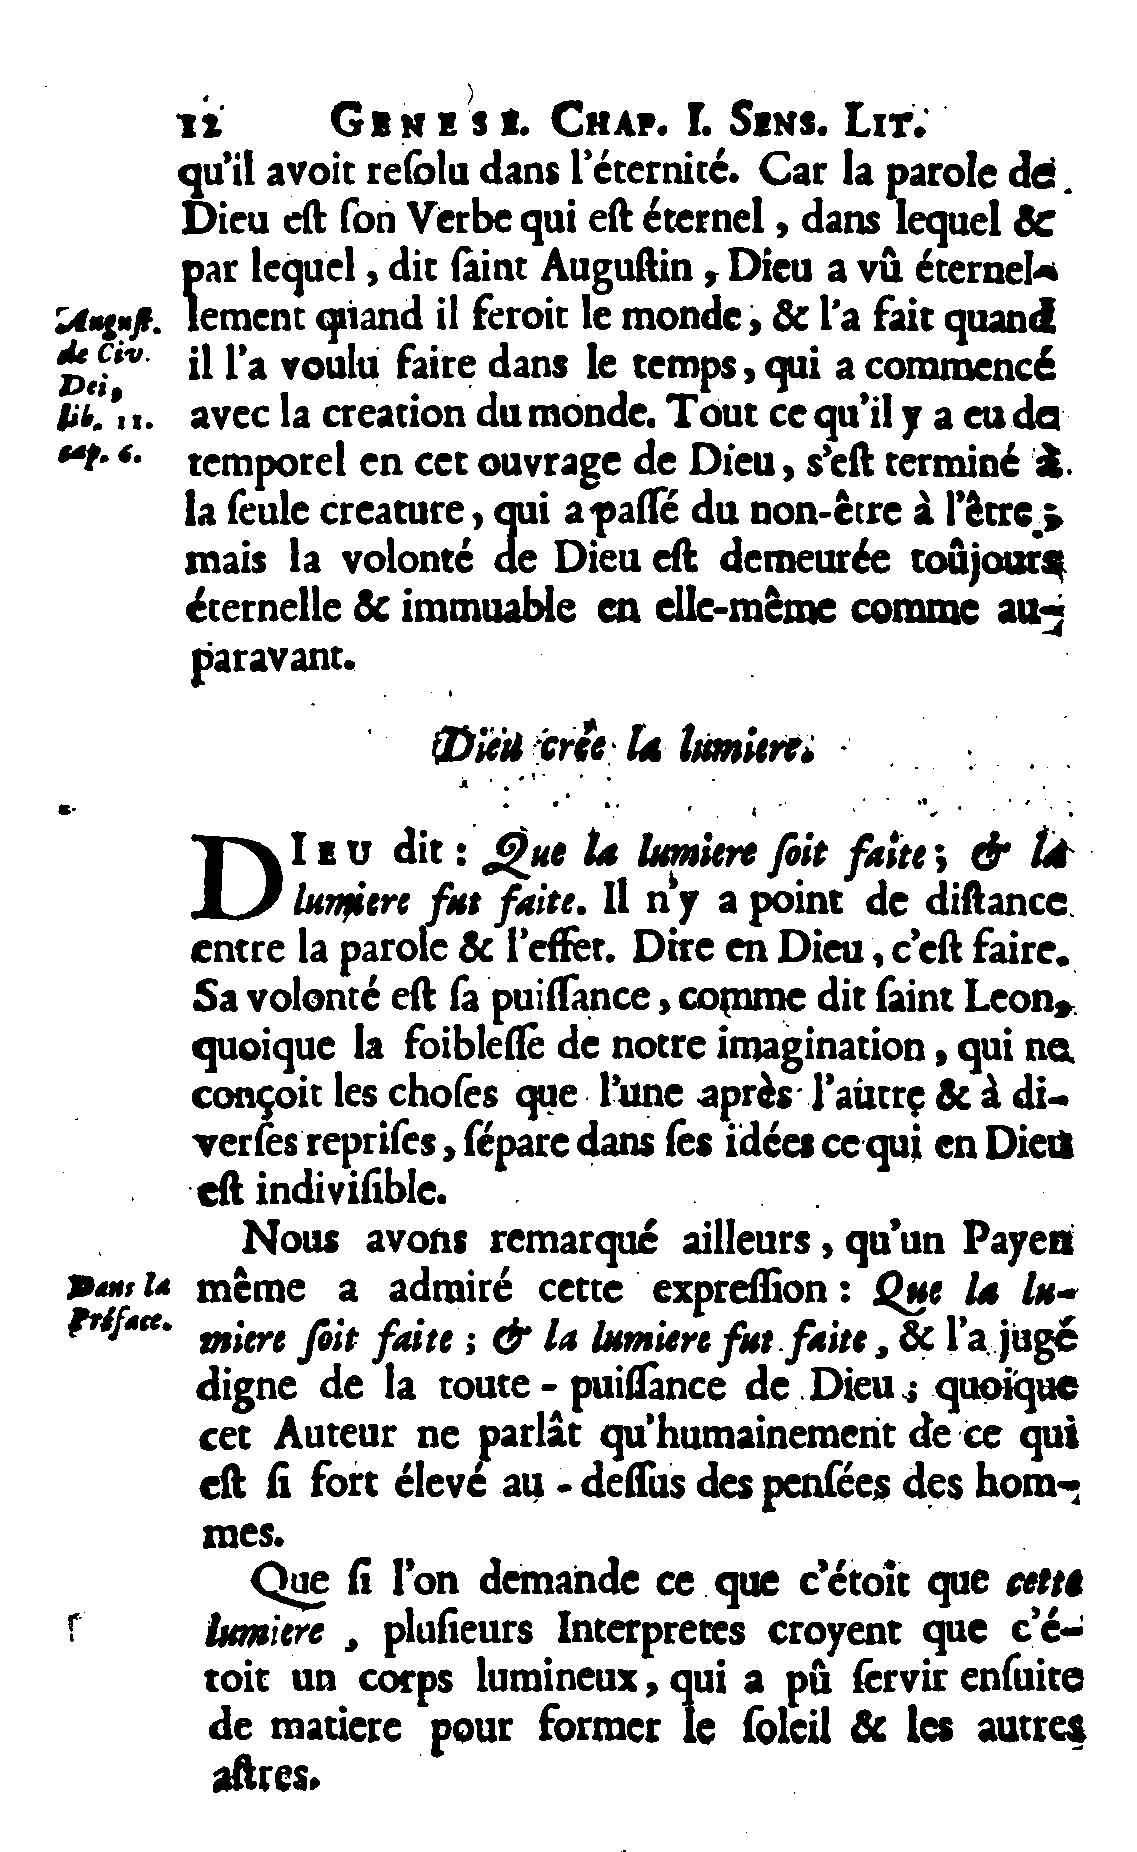 12 GENESE. CHAP. I. SENS. LIT.
qu'il avoit reſolu dans l'éternité. Car la parole de
Dieu eſt ſon Verbe qui eſt éternel, dans lequel &
par lequel, dit ſaint Auguſtin, Dieu a vû éternel-
lement quand il feroit le monde, & l'a fait quand
il l'a voulu faire dans le temps, qui a commencé
avec la creation du monde. Tout ce qu'il y a eu de
temporel en cet ouvrage de Dieu, s'eſt terminé à
la ſeule creature, qui a paſſé du non-être à l'être;
mais la volonté de Dieu eſt demeurée toûjours
éternelle & immuable en elle-même comme au-
paravant.
Auguſt.
de Civ.
Dei,
lib. 11.
cap. 6.
Dieu crée la lumiere.
DIEU dit : Que la lumiere ſoit faite; & la
lumiere fut faite. Il n'y a point de diſtance
entre la parole & l'effet. Dire en Dieu, c'eſt faire.
Sa volonté eſt ſa puiſſance, comme dit ſaint Leon,
quoique la foibleſſe de notre imagination, qui ne
conçoit les choſes que l'une après l'autre & à di-
verſes repriſes, ſépare dans ſes idées ce qui en Dieu
eſt indiviſible.
Nous avons remarqué ailleurs, qu'un Payen
même a admiré cette expreſſion : Que la lu-
miere ſoit faite ; & la lumiere fut faite, & l'a jugé
digne de la toute-puiſſance de Dieu; quoique
cet Auteur ne parlât qu'humainement de ce qui
eſt ſi fort élevé au-deſſus des penſées des hom-
mes.
Dans la
Préface.
Que ſi l'on demande ce que c'étoit que cette
lumiere, pluſieurs Interpretes croyent que c'é-
toit un corps lumineux, qui a pû ſervir enſuite
de matiere pour former le ſoleil & les autres
aſtres.